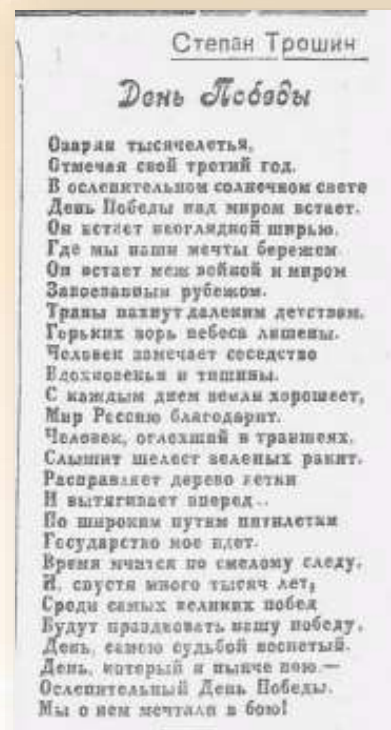 Степан Трошин
День Победы
Озаряя тысячелетья,
Отмечая свой третий год.
В ослепительном солнечном свете
День Победы над миром встает.
Он встает неоглядной ширью.
Где мы наши мечты бережем
Он встает меж войной и миром
Завоеванным рубежом.
Травы пахнут далеким детством.
Горьких зорь небеса лишены.
Человек замечает соседство
Вдохновенья и тишины.
С каждым днем земля хорошеет,
Мир Россию благодарит.
Человек, оглохший в траншеях,
Слышит шелест зеленых ракит.
Расправляет дерево ветки
И вытягивает вперед..
По широким путям пятилетки
Государство мое идет.
Время мчится по смелому следу,
И, спустя много тысяч лет,
Среди самых великих побед
Будут праздновать нашу победу,
День, самою судьбой воспетый.
День, который я нынче пою —
Ослепительный День Победы.
Мы о нем мечтали в бою!